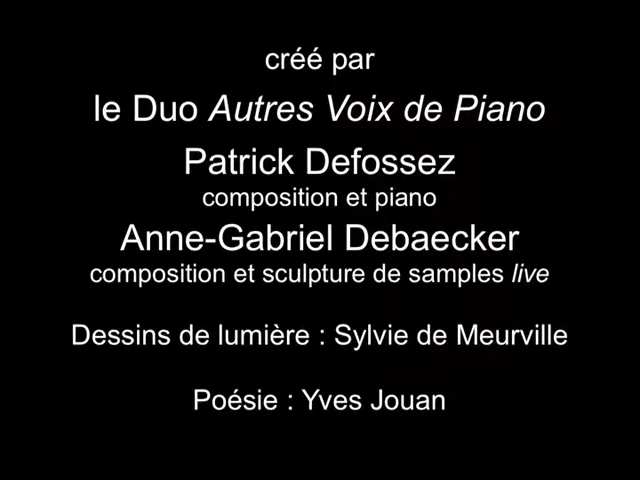 créé par
le Duo Autres Voix de Piano
Patrick Defossez
composition et piano
Anne-Gabriel Debaecker
composition et sculpture de samples live
Dessins de lumière : Sylvie de Meurville
Poésie : Yves Jouan